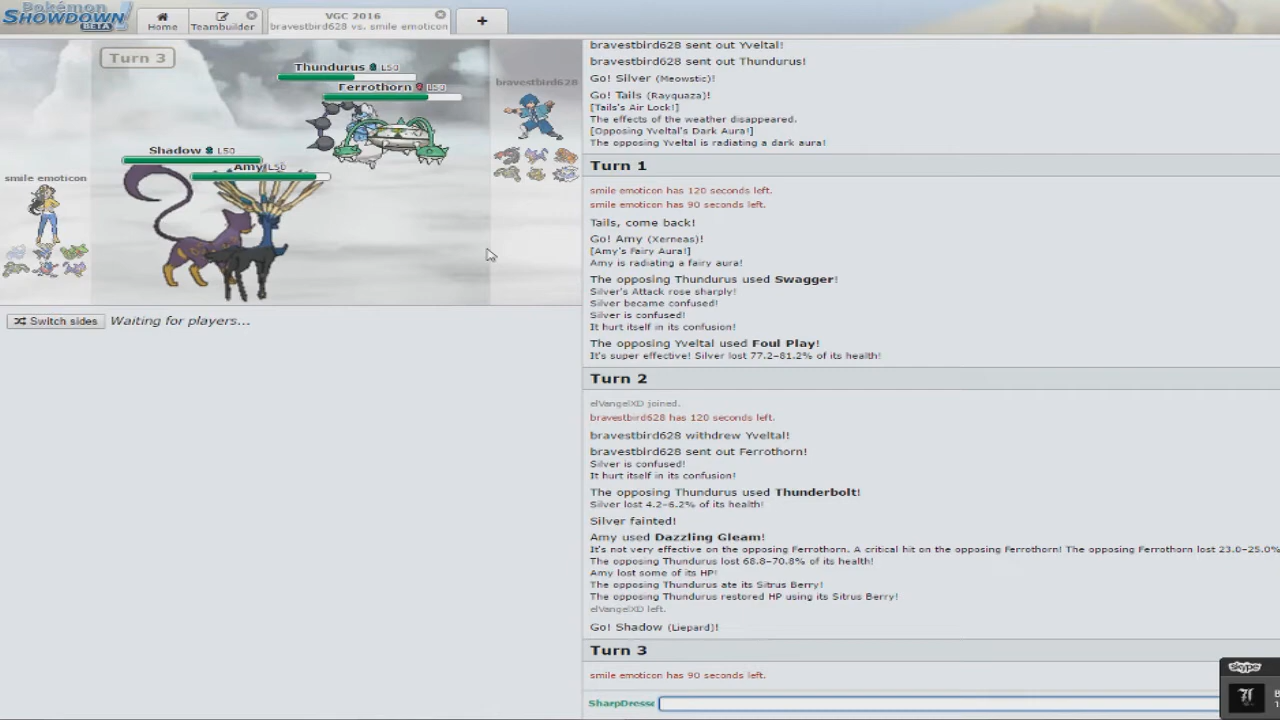 Pokémon
SHOWDOWN!
BETA
Home
Teambuilder
VGC 2016
bravestbird628 vs. smile emoticon
+
Turn 3
Thundurus L50
Ferrothorn L50
bravestbird628
Shadow L50
Amy L50
smile emoticon
Switch sides
Waiting for players...
bravestbird628 sent out Yveltal!
bravestbird628 sent out Thundurus!
Go! Silver (Meowstic)!
Go! Tails (Rayquaza)!
[Tails's Air Lock!]
The effects of the weather disappeared.
[Opposing Yveltal's Dark Aura!]
The opposing Yveltal is radiating a dark aura!
Turn 1
smile emoticon has 120 seconds left.
smile emoticon has 90 seconds left.
Tails, come back!
Go! Amy (Xerneas)!
[Amy's Fairy Aura!]
Amy is radiating a fairy aura!
The opposing Thundurus used Swagger!
Silver's Attack rose sharply!
Silver became confused!
Silver is confused!
It hurt itself in its confusion!
The opposing Yveltal used Foul Play!
It's super effective! Silver lost 77.2–81.2% of its health!
Turn 2
elVangelXD joined.
bravestbird628 has 120 seconds left.
bravestbird628 withdrew Yveltal!
bravestbird628 sent out Ferrothorn!
Silver is confused!
It hurt itself in its confusion!
The opposing Thundurus used Thunderbolt!
Silver lost 4.2–6.2% of its health!
Silver fainted!
Amy used Dazzling Gleam!
It's not very effective on the opposing Ferrothorn. A critical hit on the opposing Ferrothorn! The opposing Ferrothorn lost 23.0–25.0%
The opposing Thundurus lost 68.8–70.8% of its health!
Amy lost some of its HP!
The opposing Thundurus ate its Sitrus Berry!
The opposing Thundurus restored HP using its Sitrus Berry!
elVangelXD left.
Go! Shadow (Liepard)!
Turn 3
smile emoticon has 90 seconds left.
SharpDresse
skype